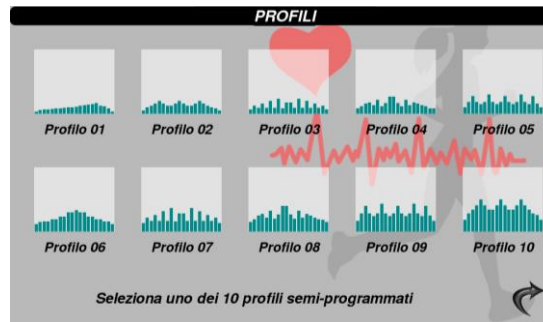 PROFILI
Profilo 01 Profilo 02 Profilo 03 Profilo 04 Profilo 05
Profilo 06 Profilo 07 Profilo 08 Profilo 09 Profilo 10
Seleziona uno dei 10 profili semi-programmati